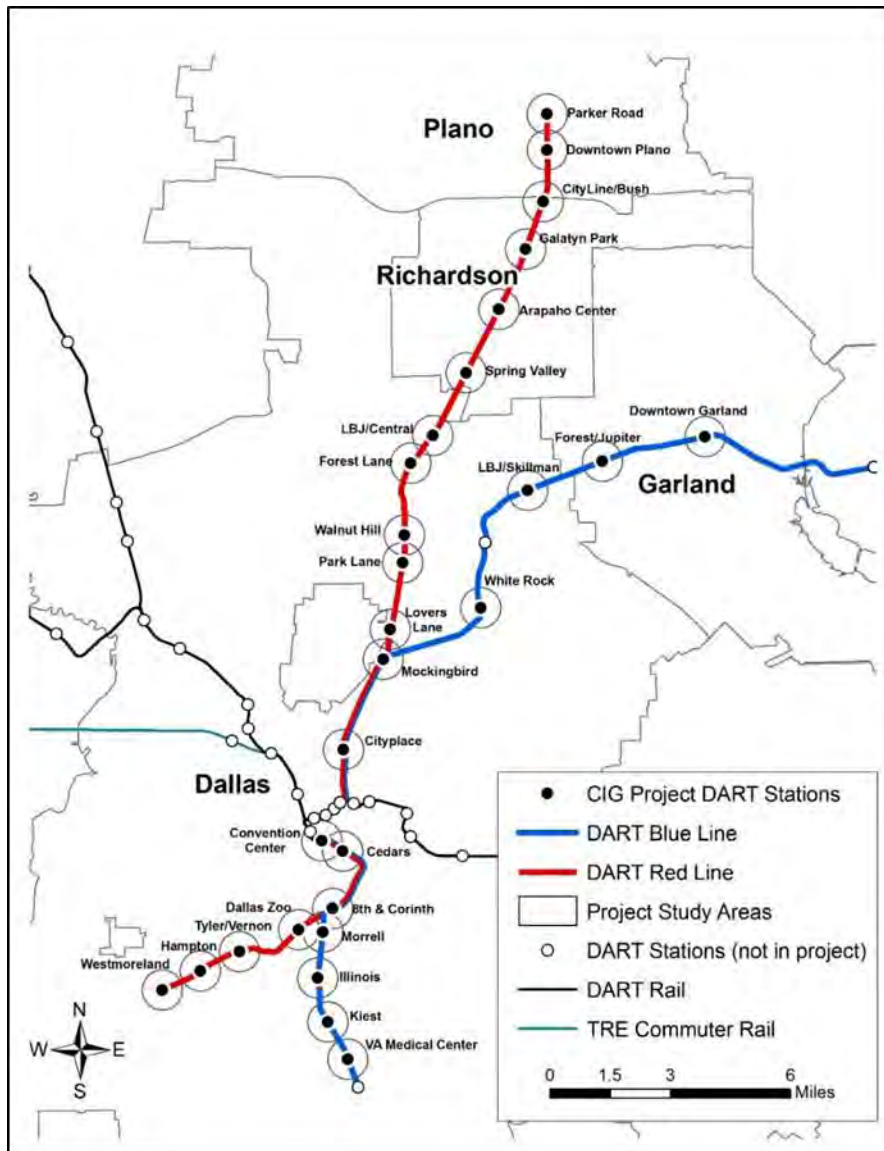 Parker Road
Plano
Downtown Plano
CityLine/Bush
Galatyn Park
Richardson
Arapaho Center
Spring Valley
Downtown Garland
LBJ/Central
Forest/Jupiter
Forest Lane
LBJ/Skillman
Garland
Walnut Hill
Park Lane
White Rock
Lovers
Lane
Mockingbird
Cityplace
Dallas
Convention
Center
Cedars
Dallas Zoo
8th & Corinth
Tyler/Vernon
Morrell
Hampton
Westmoreland
Illinois
Kiest
VA Medical Center
N
W
E
S
CIG Project DART Stations
DART Blue Line
DART Red Line
Project Study Areas
DART Stations (not in project)
DART Rail
TRE Commuter Rail
0 1.5 3 6
Miles